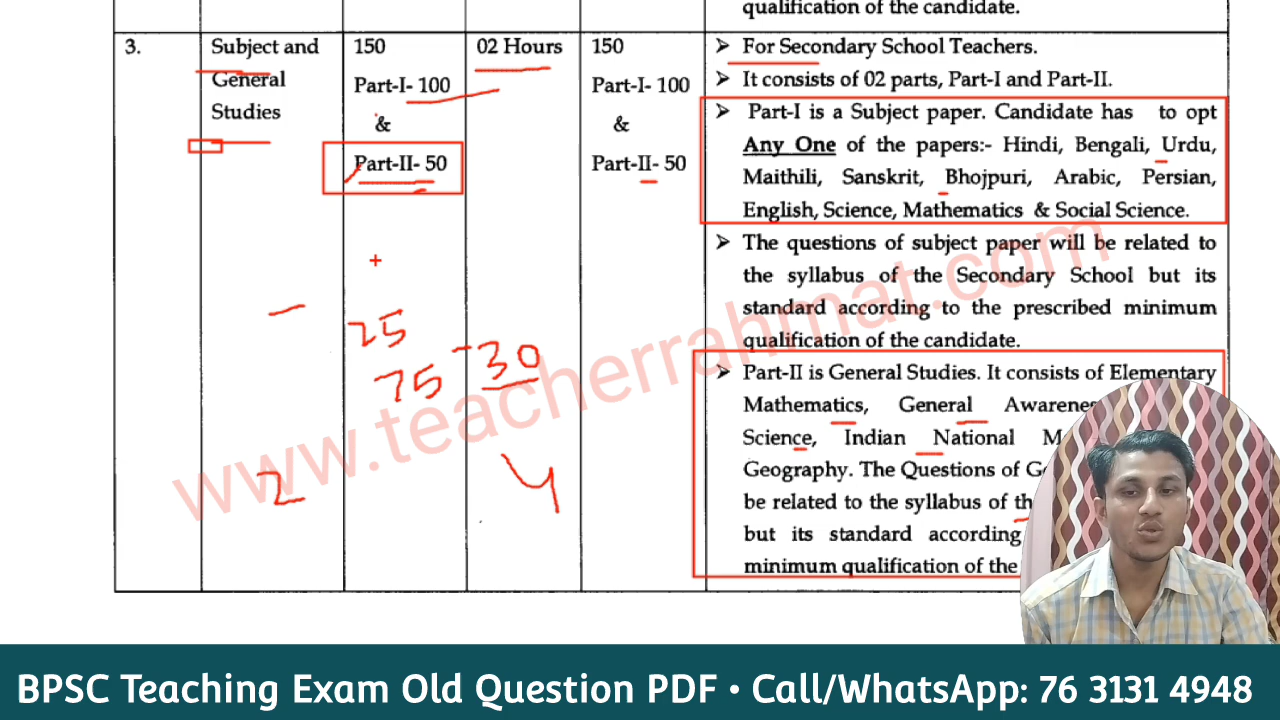 qualification of the candidate.
3.
Subject and
General
Studies
150
Part-I- 100
&
Part-II- 50
02 Hours
150
Part-I- 100
&
Part-II- 50
➤ For Secondary School Teachers.
➤ It consists of 02 parts, Part-I and Part-II.
➤ Part-I is a Subject paper. Candidate has to opt
Any One of the papers:- Hindi, Bengali, Urdu,
Maithili, Sanskrit, Bhojpuri, Arabic, Persian,
English, Science, Mathematics & Social Science.
➤ The questions of subject paper will be related to
the syllabus of the Secondary School but its
standard according to the prescribed minimum
qualification of the candidate.
➤ Part-II is General Studies. It consists of Elementary
Mathematics, General
Science, Indian National
Geography. The Questions of
be related to the syllabus of
but its standard according
minimum qualification of the
+
25
75 - 30
2
4
www.teacherrahmat.com
BPSC Teaching Exam Old Question PDF • Call/WhatsApp: 76 3131 4948